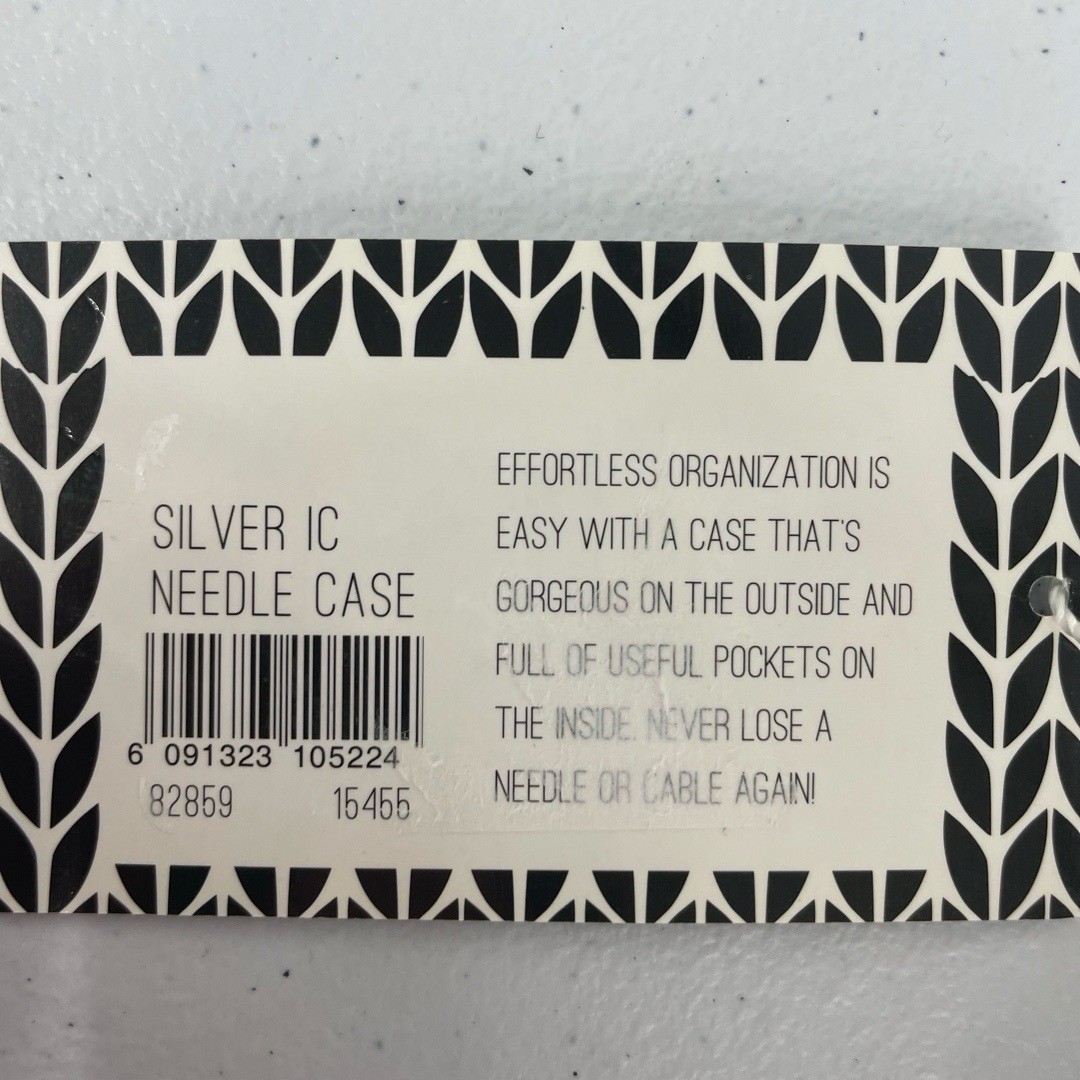 SILVER IC
NEEDLE CASE
6 091323 105224
82859 15455
EFFORTLESS ORGANIZATION IS
EASY WITH A CASE THAT'S
GORGEOUS ON THE OUTSIDE AND
FULL OF USEFUL POCKETS ON
THE INSIDE. NEVER LOSE A
NEEDLE OR CABLE AGAIN!